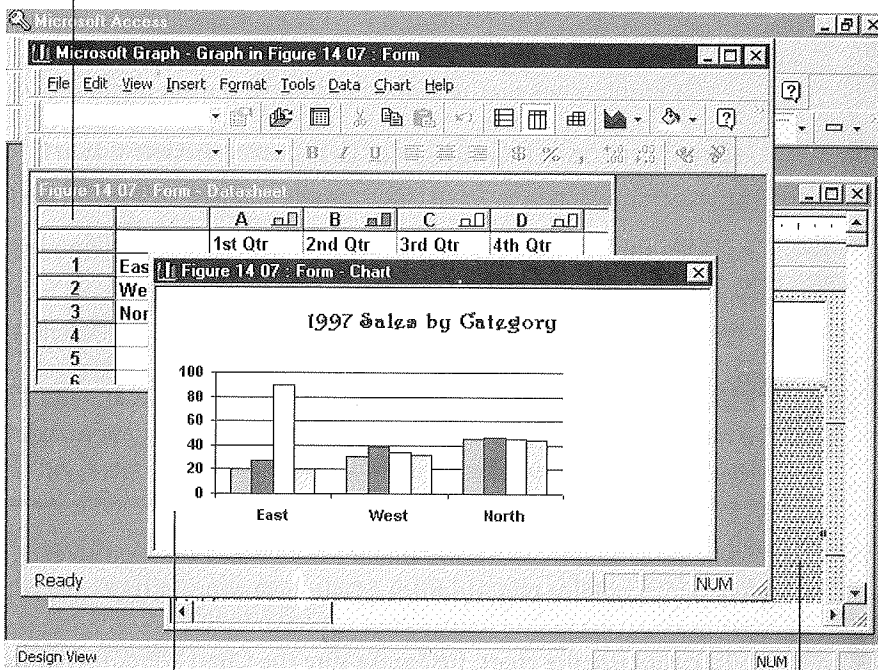 Microsoft Access
Microsoft Graph - Graph in Figure 14 07 : Form
File Edit View Insert Format Tools Data Chart Help
B I U $ % ,
Figure 14 07 : Form - Datasheet
A B C D
1st Qtr 2nd Qtr 3rd Qtr 4th Qtr
1
2
3
4
5
6
Figure 14 07 : Form - Chart
1997 Sales by Category
100
80
60
40
20
0
East West North
Ready NUM
Design View NUM